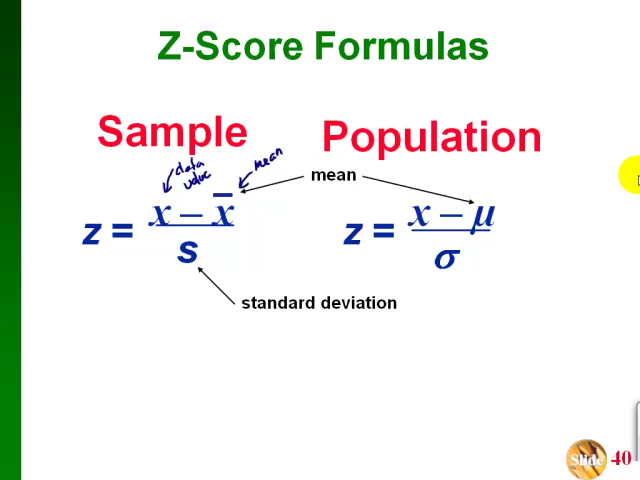 Z-Score Formulas
Sample
Population
data value
mean
mean
z = x – x̄ / s
z = x – μ / σ
standard deviation
Slide 40